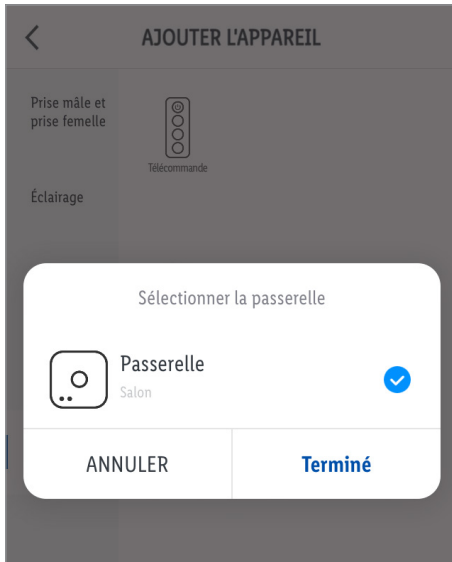 AJOUTER L'APPAREIL
Prise mâle et
prise femelle
Télécommande
Éclairage
Sélectionner la passerelle
Passerelle
Salon
ANNULER
Terminé